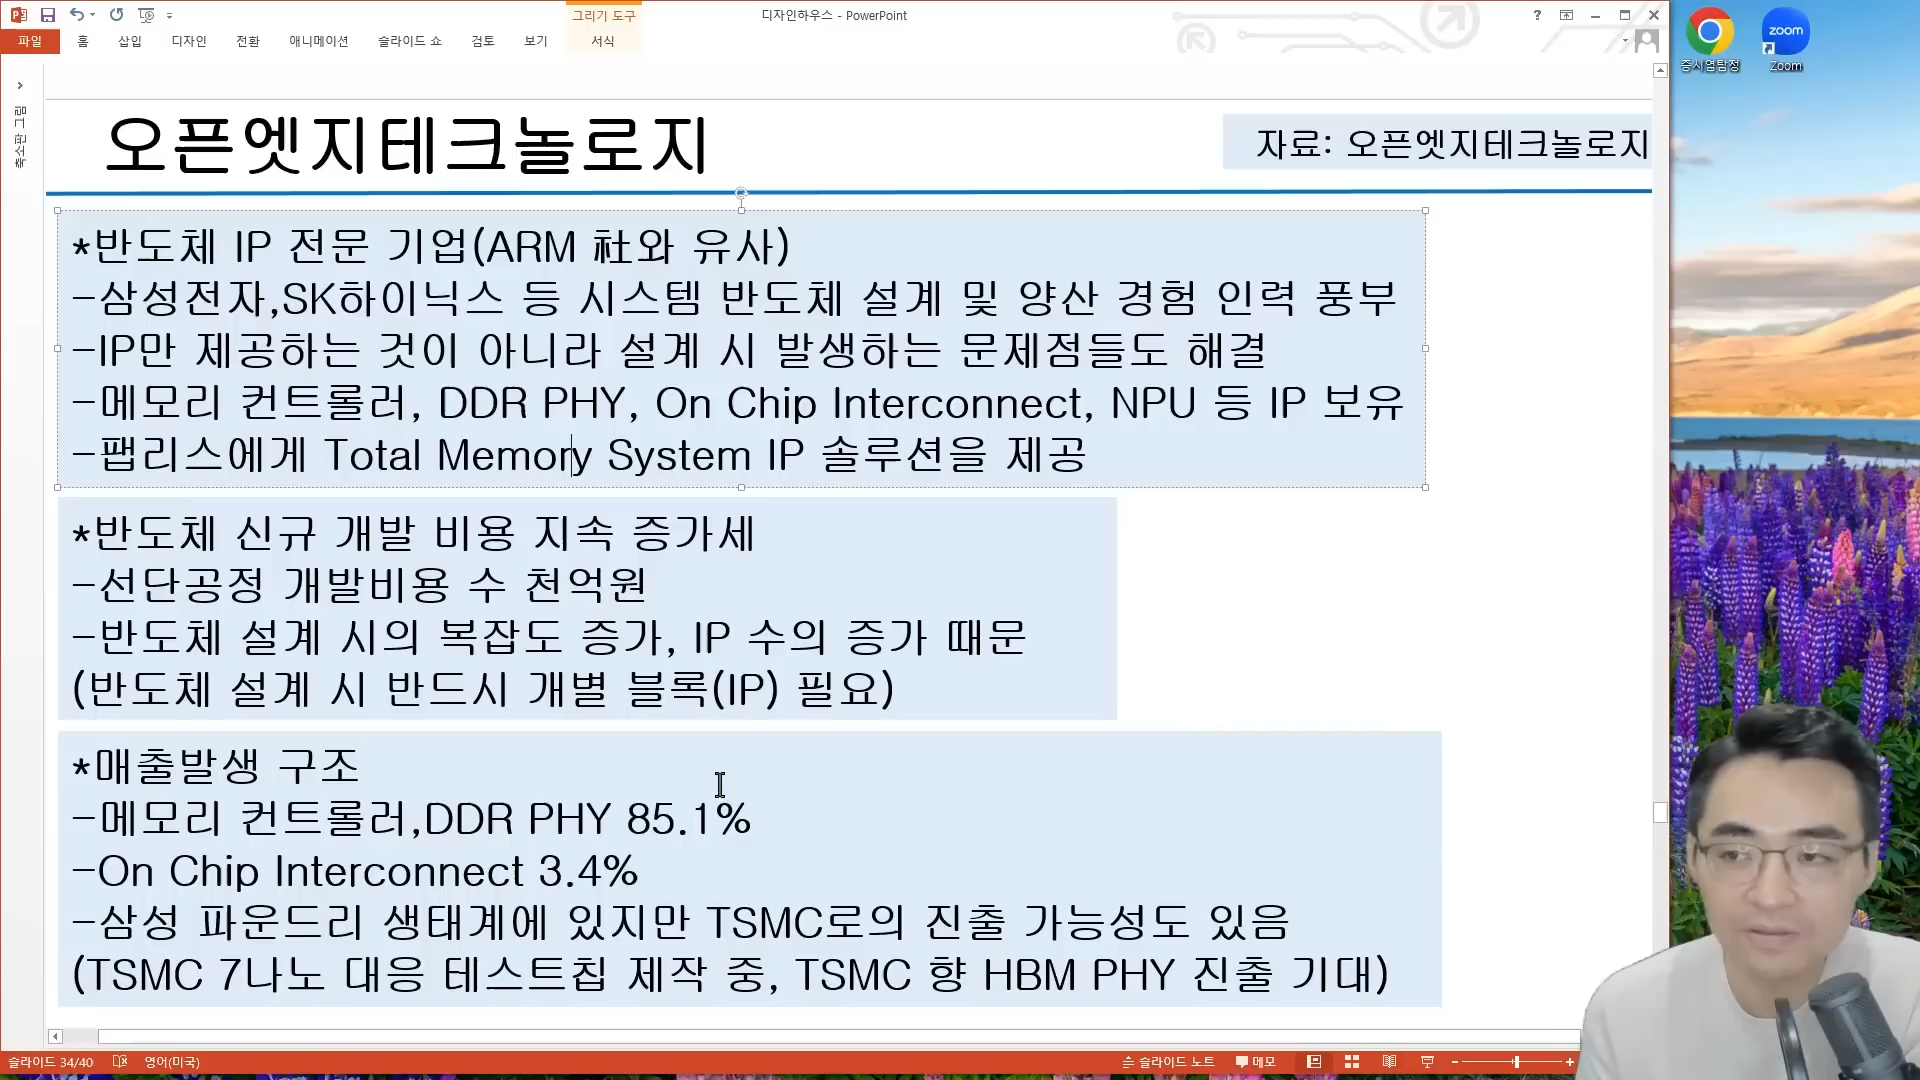 그리기 도구
디자인하우스 - PowerPoint
파일 홈 삽입 디자인 전환 애니메이션 슬라이드 쇼 검토 보기 서식
증시염탐정
Zoom
zoom
축소판 그림
오픈엣지테크놀로지
자료: 오픈엣지테크놀로지
*반도체 IP 전문 기업(ARM 社와 유사)
-삼성전자,SK하이닉스 등 시스템 반도체 설계 및 양산 경험 인력 풍부
-IP만 제공하는 것이 아니라 설계 시 발생하는 문제점들도 해결
-메모리 컨트롤러, DDR PHY, On Chip Interconnect, NPU 등 IP 보유
-팹리스에게 Total Memory System IP 솔루션을 제공
*반도체 신규 개발 비용 지속 증가세
-선단공정 개발비용 수 천억원
-반도체 설계 시의 복잡도 증가, IP 수의 증가 때문
(반도체 설계 시 반드시 개별 블록(IP) 필요)
*매출발생 구조
-메모리 컨트롤러,DDR PHY 85.1%
-On Chip Interconnect 3.4%
-삼성 파운드리 생태계에 있지만 TSMC로의 진출 가능성도 있음
(TSMC 7나노 대응 테스트칩 제작 중, TSMC 향 HBM PHY 진출 기대)
슬라이드 34/40 영어(미국) 슬라이드 노트 메모